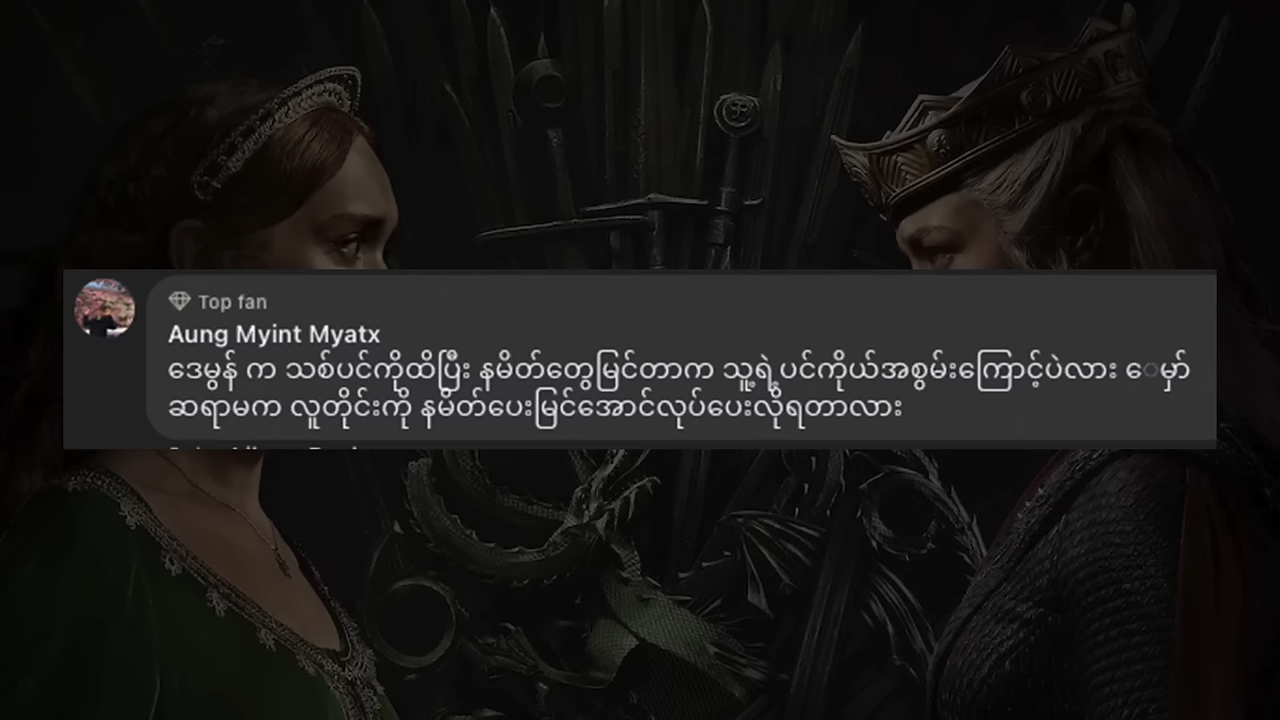 Top fan
Aung Myint Myatx
ဒေမွန် က သစ်ပင်ကိုထိပြီး နမိတ်တွေမြင်တာက သူ့ရဲ့ပင်ကိုယ်အစွမ်းကြောင့်ပဲလား ေမှာ်
ဆရာမက လူတိုင်းကို နမိတ်ပေးမြင်အောင်လုပ်ပေးလို့ရတာလား